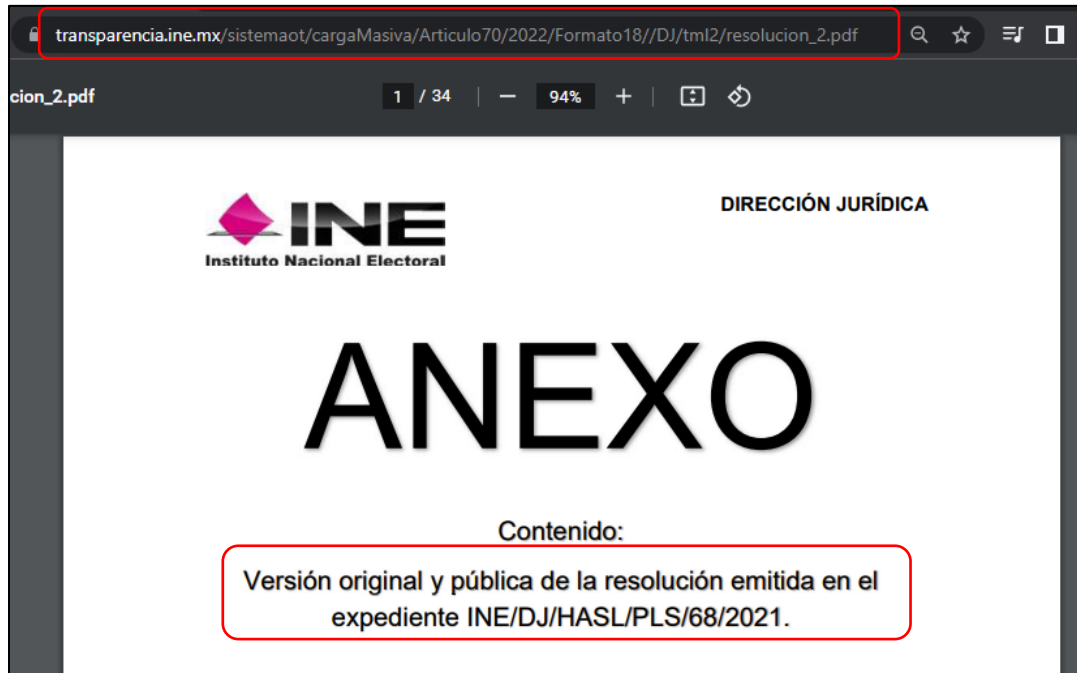 transparencia.ine.mx/sistemaot/cargaMasiva/Articulo70/2022/Formato18//DJ/tml2/resolucion_2.pdf
cion_2.pdf
1 / 34
94%
INE
Instituto Nacional Electoral
DIRECCIÓN JURÍDICA
ANEXO
Contenido:
Versión original y pública de la resolución emitida en el
expediente INE/DJ/HASL/PLS/68/2021.